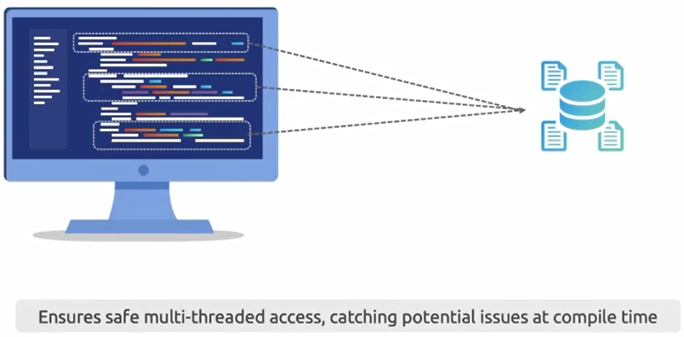 Ensures safe multi-threaded access, catching potential issues at compile time